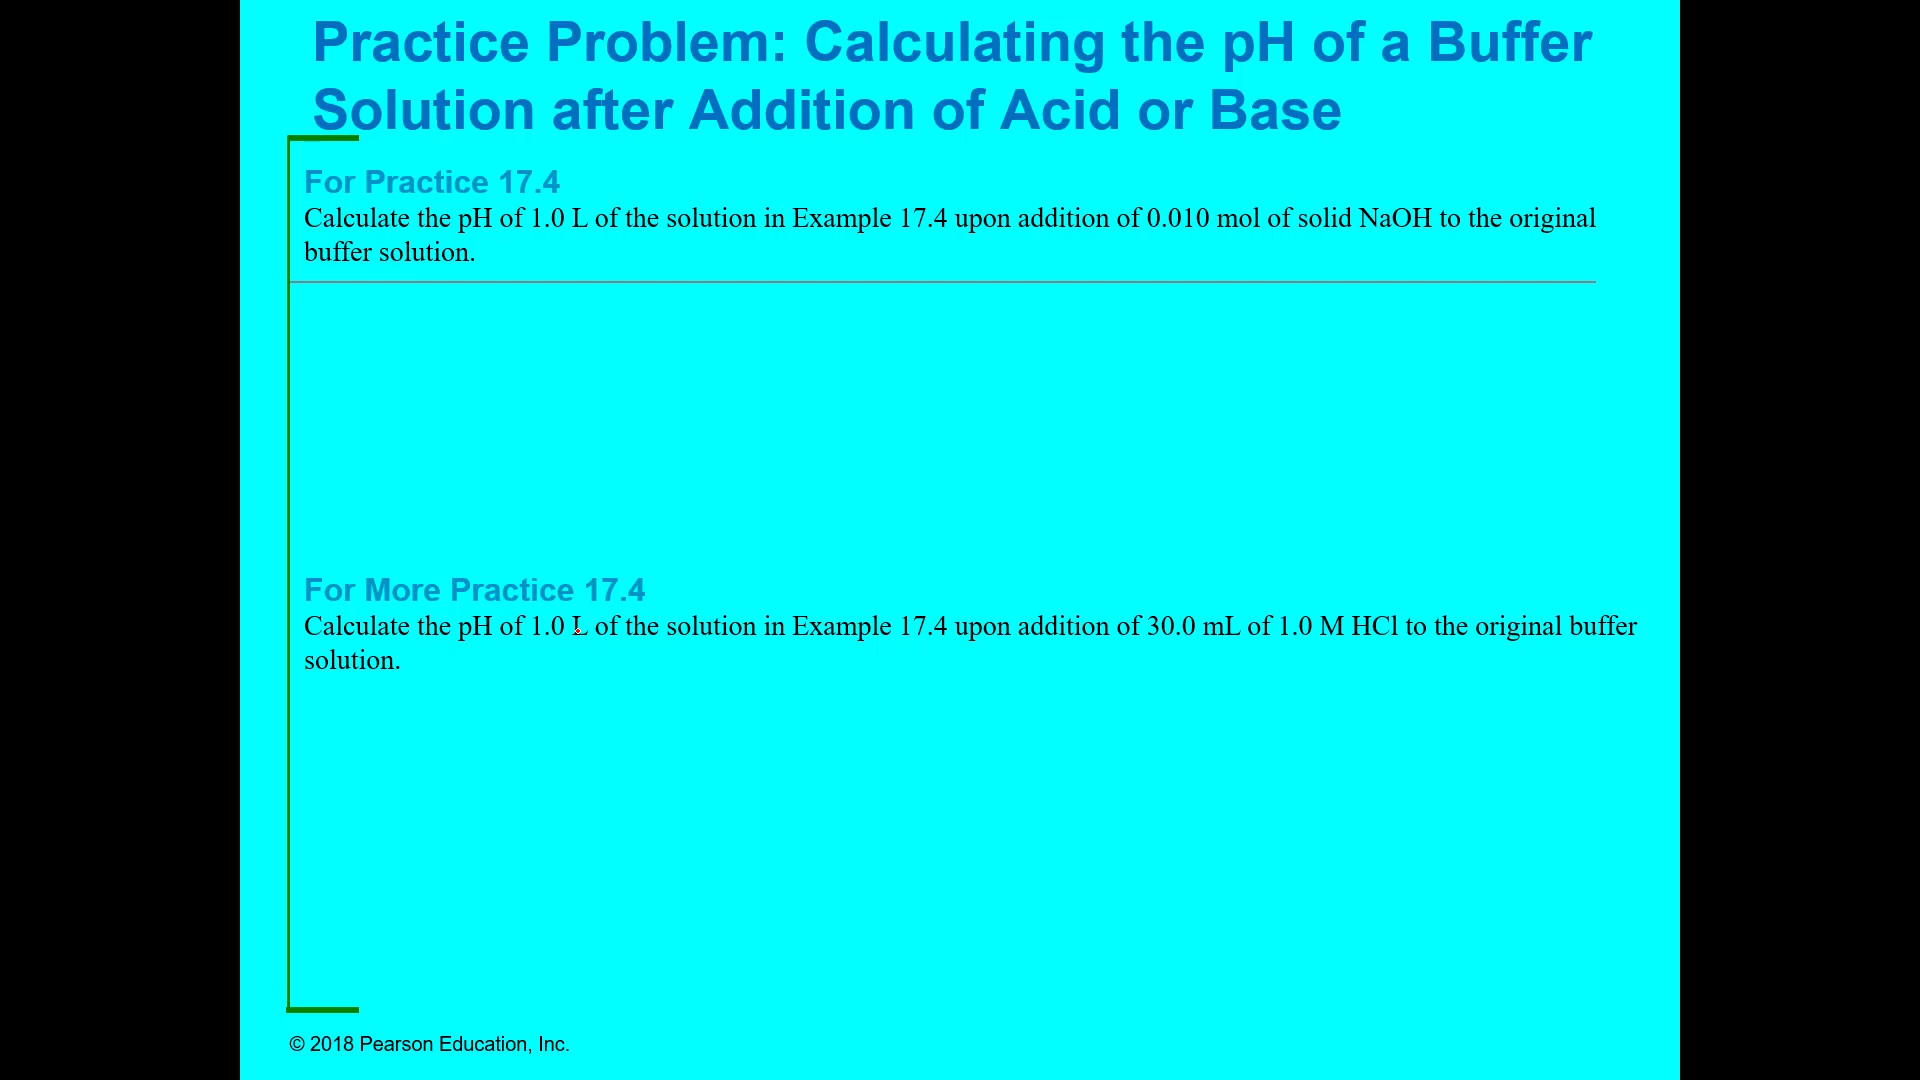 Practice Problem: Calculating the pH of a Buffer
Solution after Addition of Acid or Base
For Practice 17.4
Calculate the pH of 1.0 L of the solution in Example 17.4 upon addition of 0.010 mol of solid NaOH to the original
buffer solution.
For More Practice 17.4
Calculate the pH of 1.0 L of the solution in Example 17.4 upon addition of 30.0 mL of 1.0 M HCl to the original buffer
solution.
© 2018 Pearson Education, Inc.